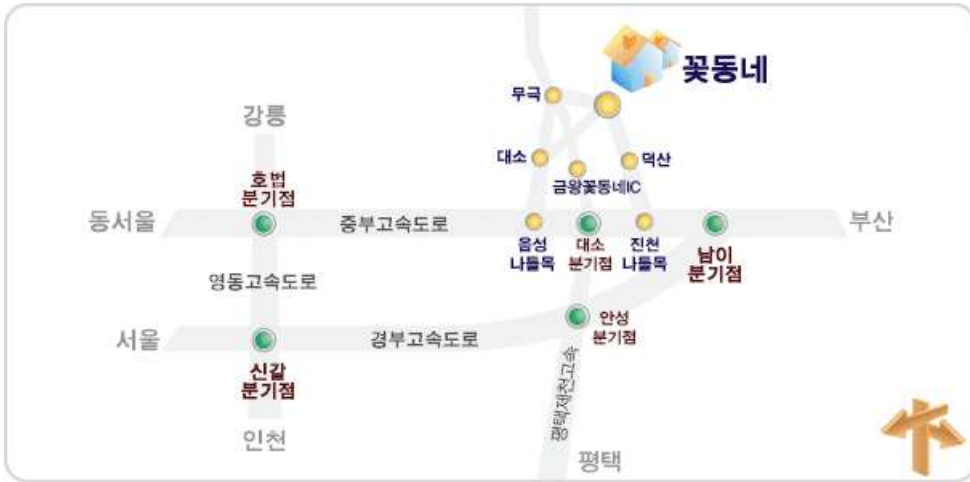 꽃동네
무극
강릉
대소
덕산
호법
분기점
금왕꽃동네IC
동서울
중부고속도로
부산
음성
나들목
대소
분기점
진천
나들목
남이
분기점
영동고속도로
서울
경부고속도로
안성
분기점
신갈
분기점
평택제천고속
인천
평택